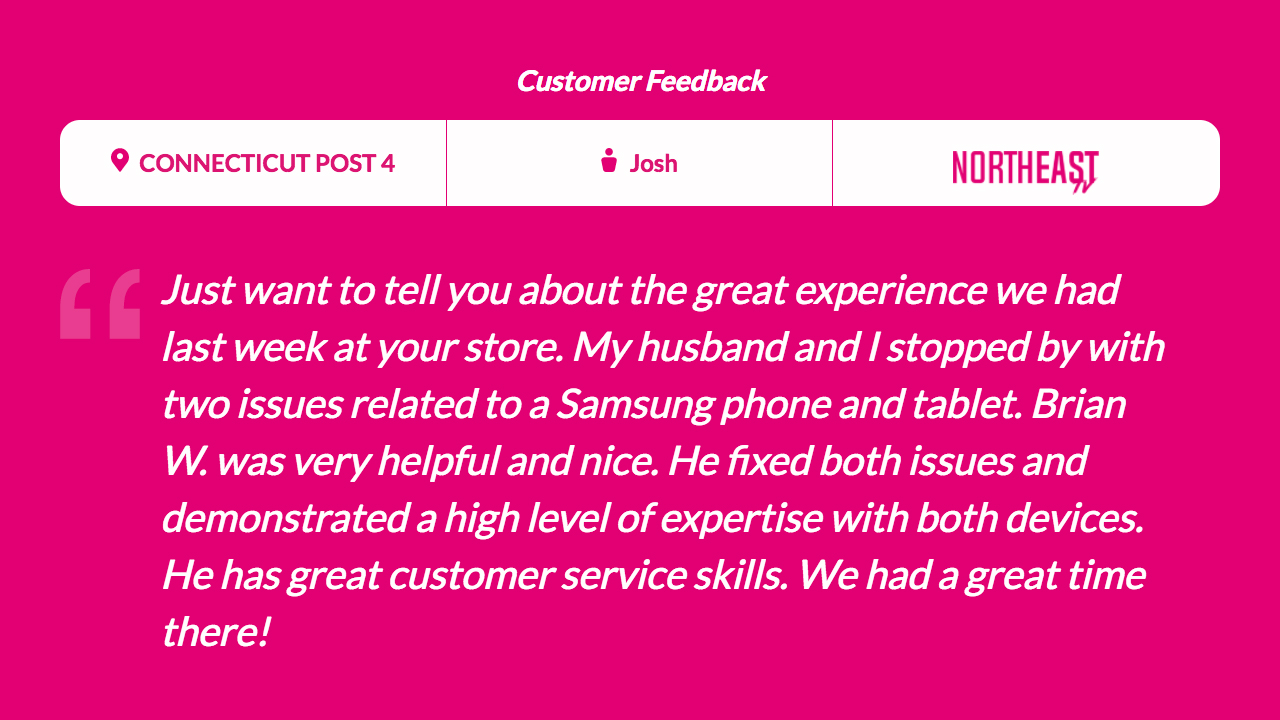 Customer Feedback
CONNECTICUT POST 4
Josh
NORTHEAST
Just want to tell you about the great experience we had
last week at your store. My husband and I stopped by with
two issues related to a Samsung phone and tablet. Brian
W. was very helpful and nice. He fixed both issues and
demonstrated a high level of expertise with both devices.
He has great customer service skills. We had a great time
there!